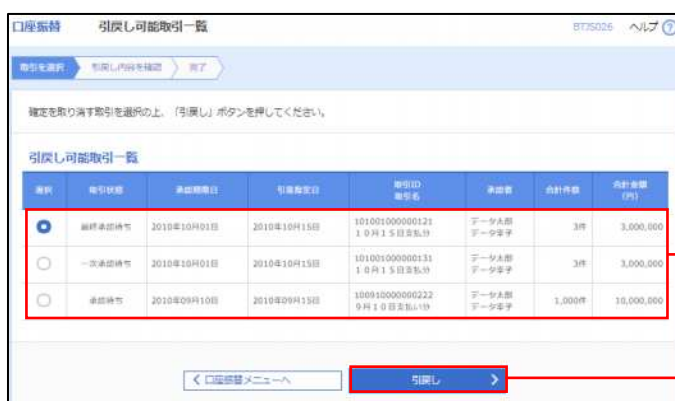 口座振替 引戻し可能取引一覧 BTJS026 ヘルプ ?
取引を選択 引戻し内容を確認 完了
確定を取り消す取引を選択の上、「引戻し」ボタンを押してください。
引戻し可能取引一覧
選択 取引状態 承認期限日 引落指定日 取引ID 取引名 承認者 合計件数 合計金額(円)
最終承認待ち 2010年10月01日 2010年10月15日 101001000000121 データ太郎 3件 3,000,000
10月15日支払分 データ幸子
一次承認待ち 2010年10月01日 2010年10月15日 101001000000131 データ太郎 3件 3,000,000
10月15日支払分 データ幸子
承認待ち 2010年09月10日 2010年09月15日 100910000000222 データ太郎 1,000件 10,000,000
9月10日支払い分 データ幸子
口座振替メニューへ 引戻し